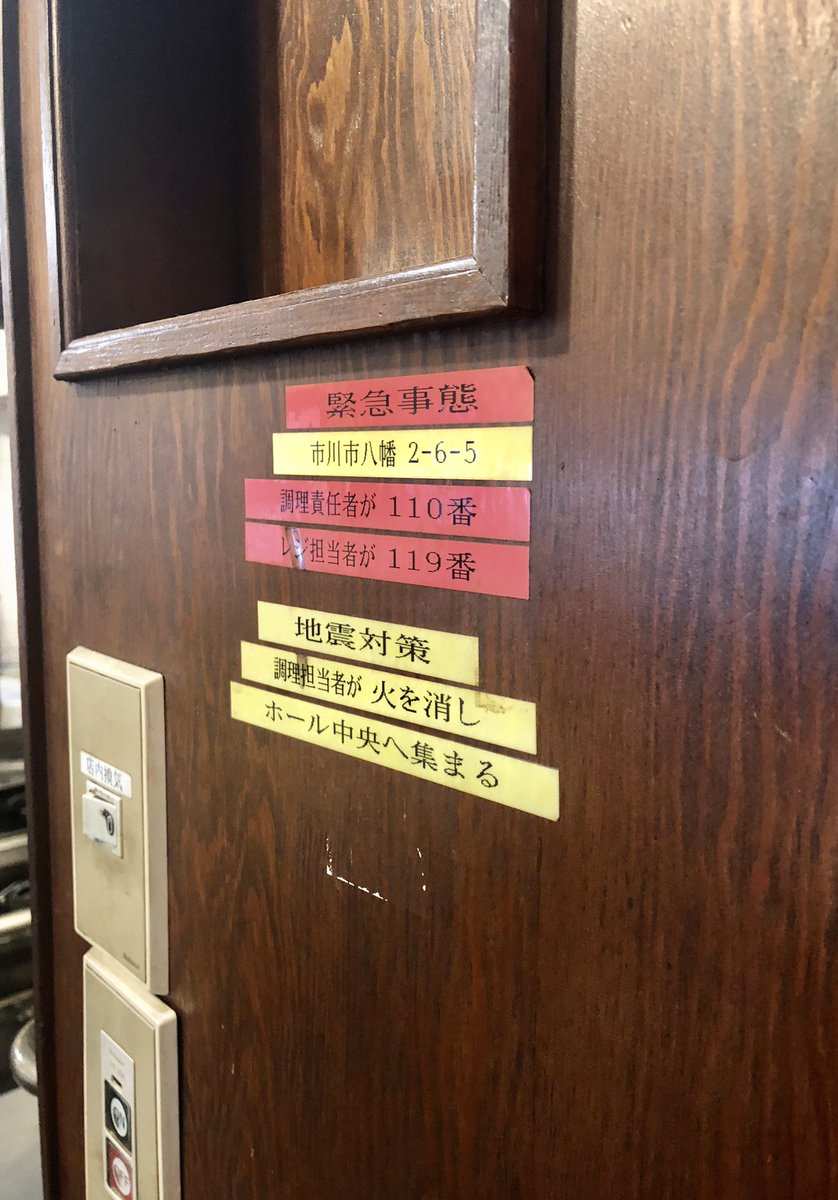 緊急事態
市川市八幡 2-6-5
調理責任者が 110番
レジ担当者が 119番
地震対策
調理担当者が 火を消し
ホール中央へ集まる
店内換気